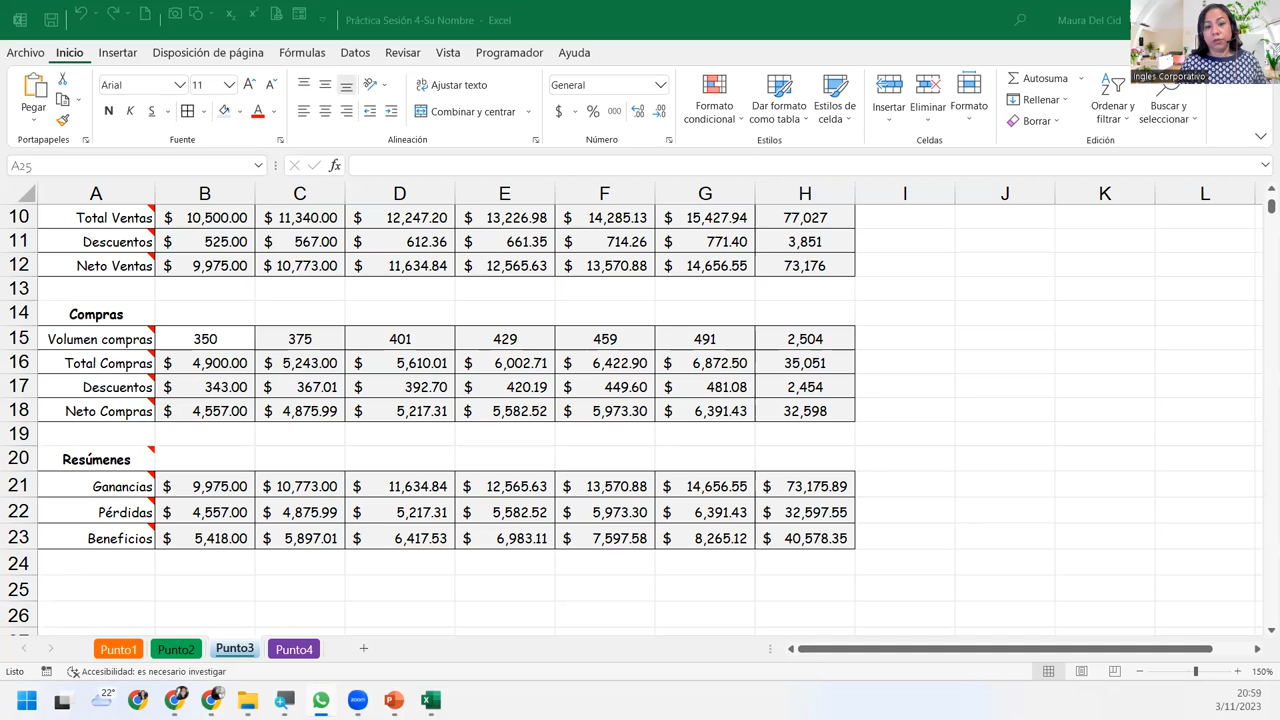 Práctica Sesión 4-Su Nombre - Excel
Maura Del Cid
Archivo Inicio Insertar Disposición de página Fórmulas Datos Revisar Vista Programador Ayuda
Ingles Corporativo
Pegar
Portapapeles
Arial 11
N K S
Fuente
Ajustar texto
Combinar y centrar
Alineación
General
$ % 000
Número
Formato condicional
Dar formato como tabla
Estilos de celda
Estilos
Insertar
Eliminar
Formato
Celdas
Autosuma
Rellenar
Borrar
Ordenar y filtrar
Buscar y seleccionar
Edición
A25
fx
A B C D E F G H I J K L
10 Total Ventas $ 10,500.00 $ 11,340.00 $ 12,247.20 $ 13,226.98 $ 14,285.13 $ 15,427.94 77,027
11 Descuentos $ 525.00 $ 567.00 $ 612.36 $ 661.35 $ 714.26 $ 771.40 3,851
12 Neto Ventas $ 9,975.00 $ 10,773.00 $ 11,634.84 $ 12,565.63 $ 13,570.88 $ 14,656.55 73,176
13
14 Compras
15 Volumen compras 350 375 401 429 459 491 2,504
16 Total Compras $ 4,900.00 $ 5,243.00 $ 5,610.01 $ 6,002.71 $ 6,422.90 $ 6,872.50 35,051
17 Descuentos $ 343.00 $ 367.01 $ 392.70 $ 420.19 $ 449.60 $ 481.08 2,454
18 Neto Compras $ 4,557.00 $ 4,875.99 $ 5,217.31 $ 5,582.52 $ 5,973.30 $ 6,391.43 32,598
19
20 Resúmenes
21 Ganancias $ 9,975.00 $ 10,773.00 $ 11,634.84 $ 12,565.63 $ 13,570.88 $ 14,656.55 $ 73,175.89
22 Pérdidas $ 4,557.00 $ 4,875.99 $ 5,217.31 $ 5,582.52 $ 5,973.30 $ 6,391.43 $ 32,597.55
23 Beneficios $ 5,418.00 $ 5,897.01 $ 6,417.53 $ 6,983.11 $ 7,597.58 $ 8,265.12 $ 40,578.35
24
25
26
Punto1 Punto2 Punto3 Punto4
Listo Accesibilidad: es necesario investigar 150%
22°
zoom
20:59
3/11/2023